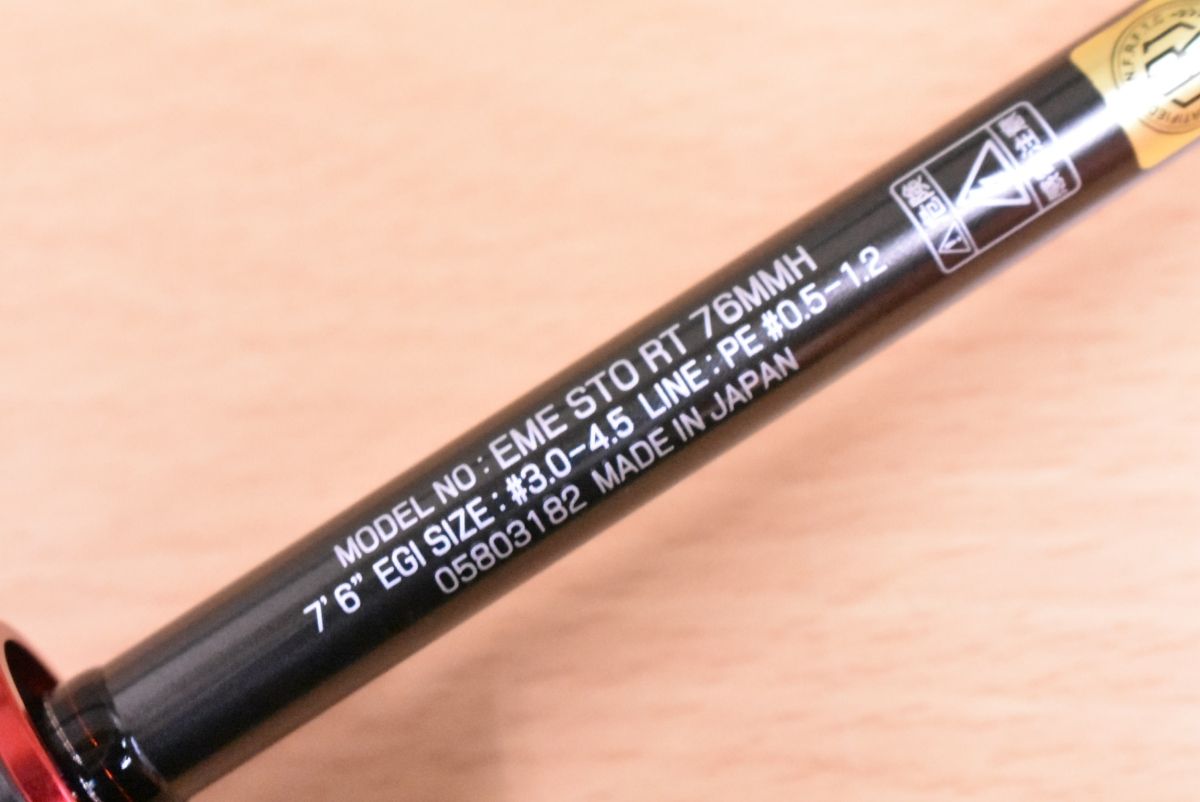 MODEL NO : EME STO RT 76MMH
7'6" EGI SIZE : #3.0-4.5 LINE : PE #0.5-1.2
05803182 MADE IN JAPAN